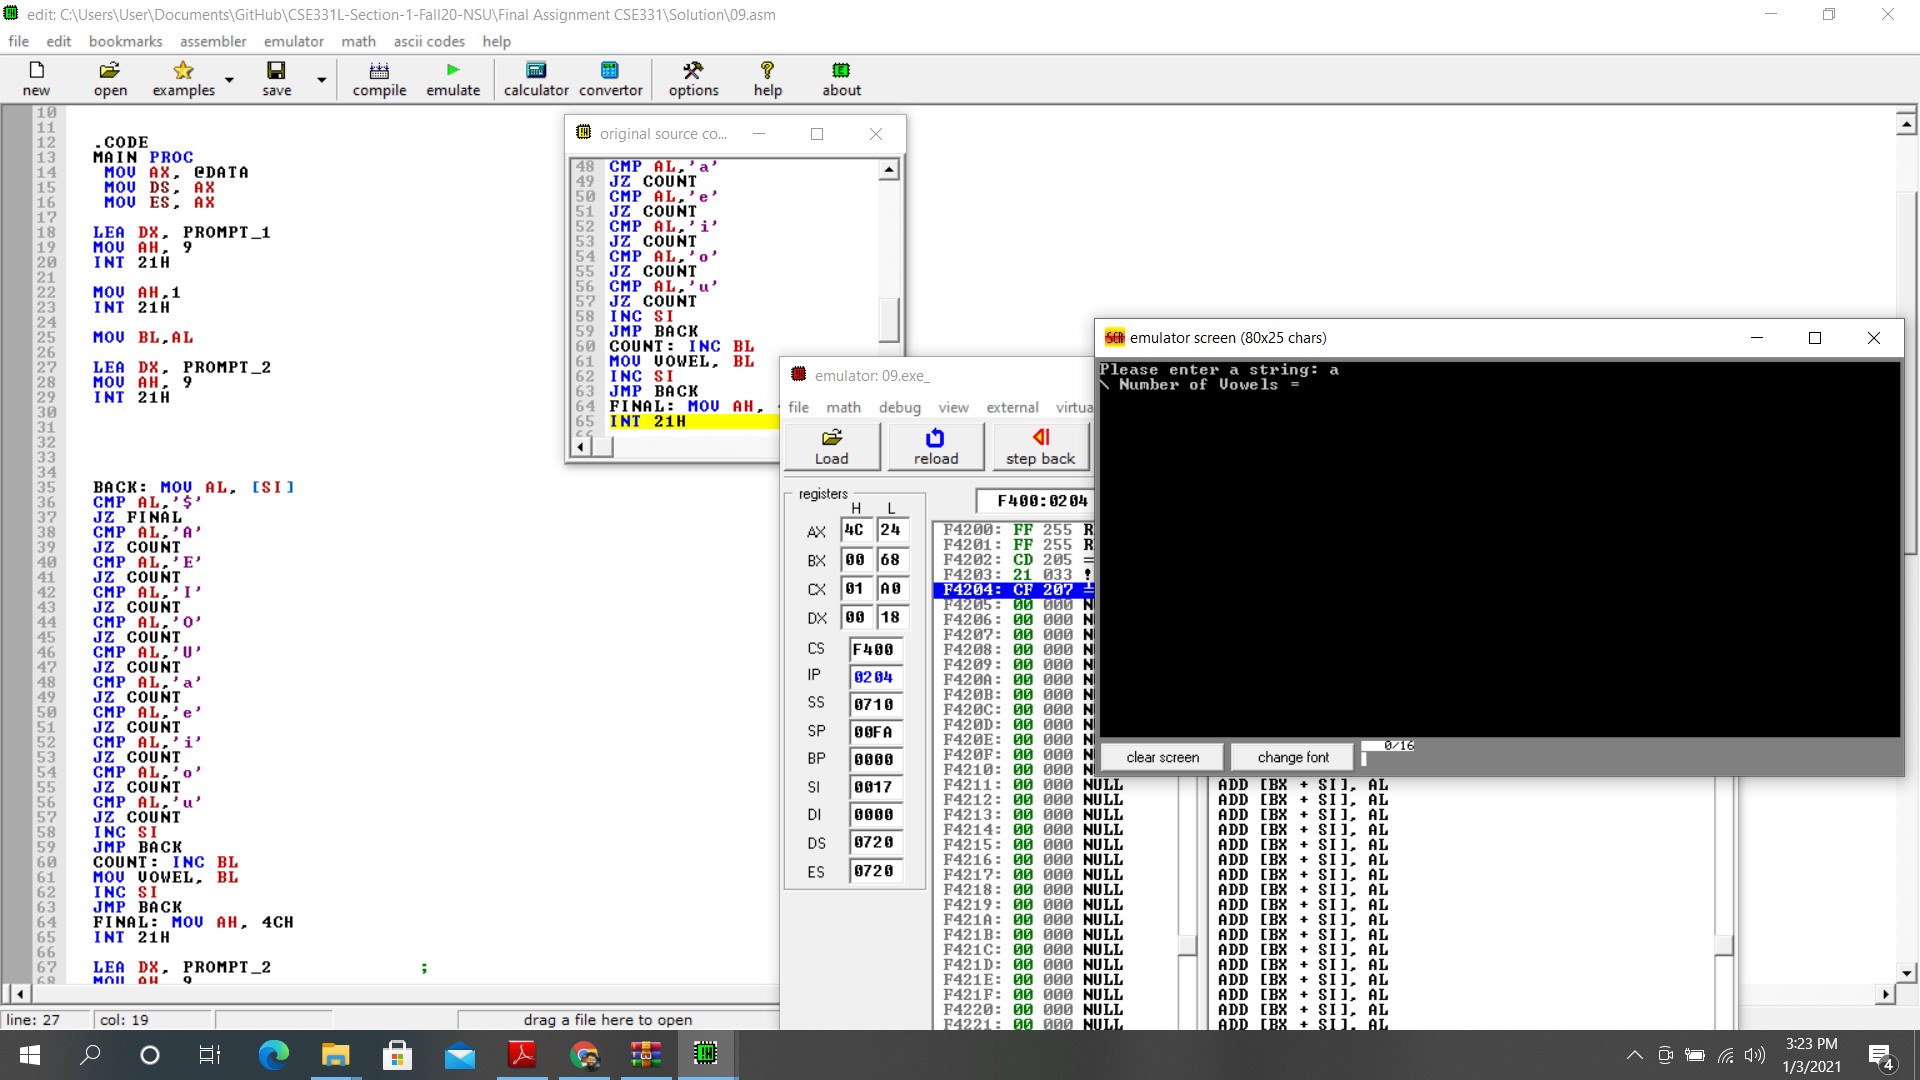 edit: C:\Users\User\Documents\GitHub\CSE331L-Section-1-Fall20-NSU\Final Assignment CSE331\Solution\09.asm
file edit bookmarks assembler emulator math ascii codes help
new open examples save compile emulate calculator convertor options help about
10
11
12 .CODE
13 MAIN PROC
14 MOV AX, @DATA
15 MOV DS, AX
16 MOV ES, AX
17
18 LEA DX, PROMPT_1
19 MOV AH, 9
20 INT 21H
21
22 MOV AH,1
23 INT 21H
24
25 MOV BL,AL
26
27 LEA DX, PROMPT_2
28 MOV AH, 9
29 INT 21H
30
31
32
33
34
35 BACK: MOV AL, [SI]
36 CMP AL,'$'
37 JZ FINAL
38 CMP AL,'A'
39 JZ COUNT
40 CMP AL,'E'
41 JZ COUNT
42 CMP AL,'I'
43 JZ COUNT
44 CMP AL,'O'
45 JZ COUNT
46 CMP AL,'U'
47 JZ COUNT
48 CMP AL,'a'
49 JZ COUNT
50 CMP AL,'e'
51 JZ COUNT
52 CMP AL,'i'
53 JZ COUNT
54 CMP AL,'o'
55 JZ COUNT
56 CMP AL,'u'
57 JZ COUNT
58 INC SI
59 JMP BACK
60 COUNT: INC BL
61 MOV VOWEL, BL
62 INC SI
63 JMP BACK
64 FINAL: MOV AH, 4CH
65 INT 21H
66
67 LEA DX, PROMPT_2 ;
68 MOV AH, 9
line: 27 col: 19 drag a file here to open
original source co...
48 CMP AL,'a'
49 JZ COUNT
50 CMP AL,'e'
51 JZ COUNT
52 CMP AL,'i'
53 JZ COUNT
54 CMP AL,'o'
55 JZ COUNT
56 CMP AL,'u'
57 JZ COUNT
58 INC SI
59 JMP BACK
60 COUNT: INC BL
61 MOV VOWEL, BL
62 INC SI
63 JMP BACK
64 FINAL: MOV AH,
65 INT 21H
emulator: 09.exe_
file math debug view external virtua
Load reload step back
registers
F400:0204
H L
AX 4C 24
BX 00 68
CX 01 A0
DX 00 18
CS F400
IP 0204
SS 0710
SP 00FA
BP 0000
SI 0017
DI 0000
DS 0720
ES 0720
F4200: FF 255 R
F4201: FF 255 R
F4202: CD 205 =
F4203: 21 033 !
F4204: CF 207
F4205: 00 000 N
F4206: 00 000 N
F4207: 00 000 N
F4208: 00 000 N
F4209: 00 000 N
F420A: 00 000 N
F420B: 00 000 N
F420C: 00 000 N
F420D: 00 000 N
F420E: 00 000 N
F420F: 00 000 N
F4210: 00 000 N
F4211: 00 000 NULL ADD [BX + SI], AL
F4212: 00 000 NULL ADD [BX + SI], AL
F4213: 00 000 NULL ADD [BX + SI], AL
F4214: 00 000 NULL ADD [BX + SI], AL
F4215: 00 000 NULL ADD [BX + SI], AL
F4216: 00 000 NULL ADD [BX + SI], AL
F4217: 00 000 NULL ADD [BX + SI], AL
F4218: 00 000 NULL ADD [BX + SI], AL
F4219: 00 000 NULL ADD [BX + SI], AL
F421A: 00 000 NULL ADD [BX + SI], AL
F421B: 00 000 NULL ADD [BX + SI], AL
F421C: 00 000 NULL ADD [BX + SI], AL
F421D: 00 000 NULL ADD [BX + SI], AL
F421E: 00 000 NULL ADD [BX + SI], AL
F421F: 00 000 NULL ADD [BX + SI], AL
F4220: 00 000 NULL ADD [BX + SI], AL
F4221: 00 000 NULL ADD [BX + SI], AL
emulator screen (80x25 chars)
Please enter a string: a
\ Number of Vowels =
clear screen change font 0/16
3:23 PM
1/3/2021
4